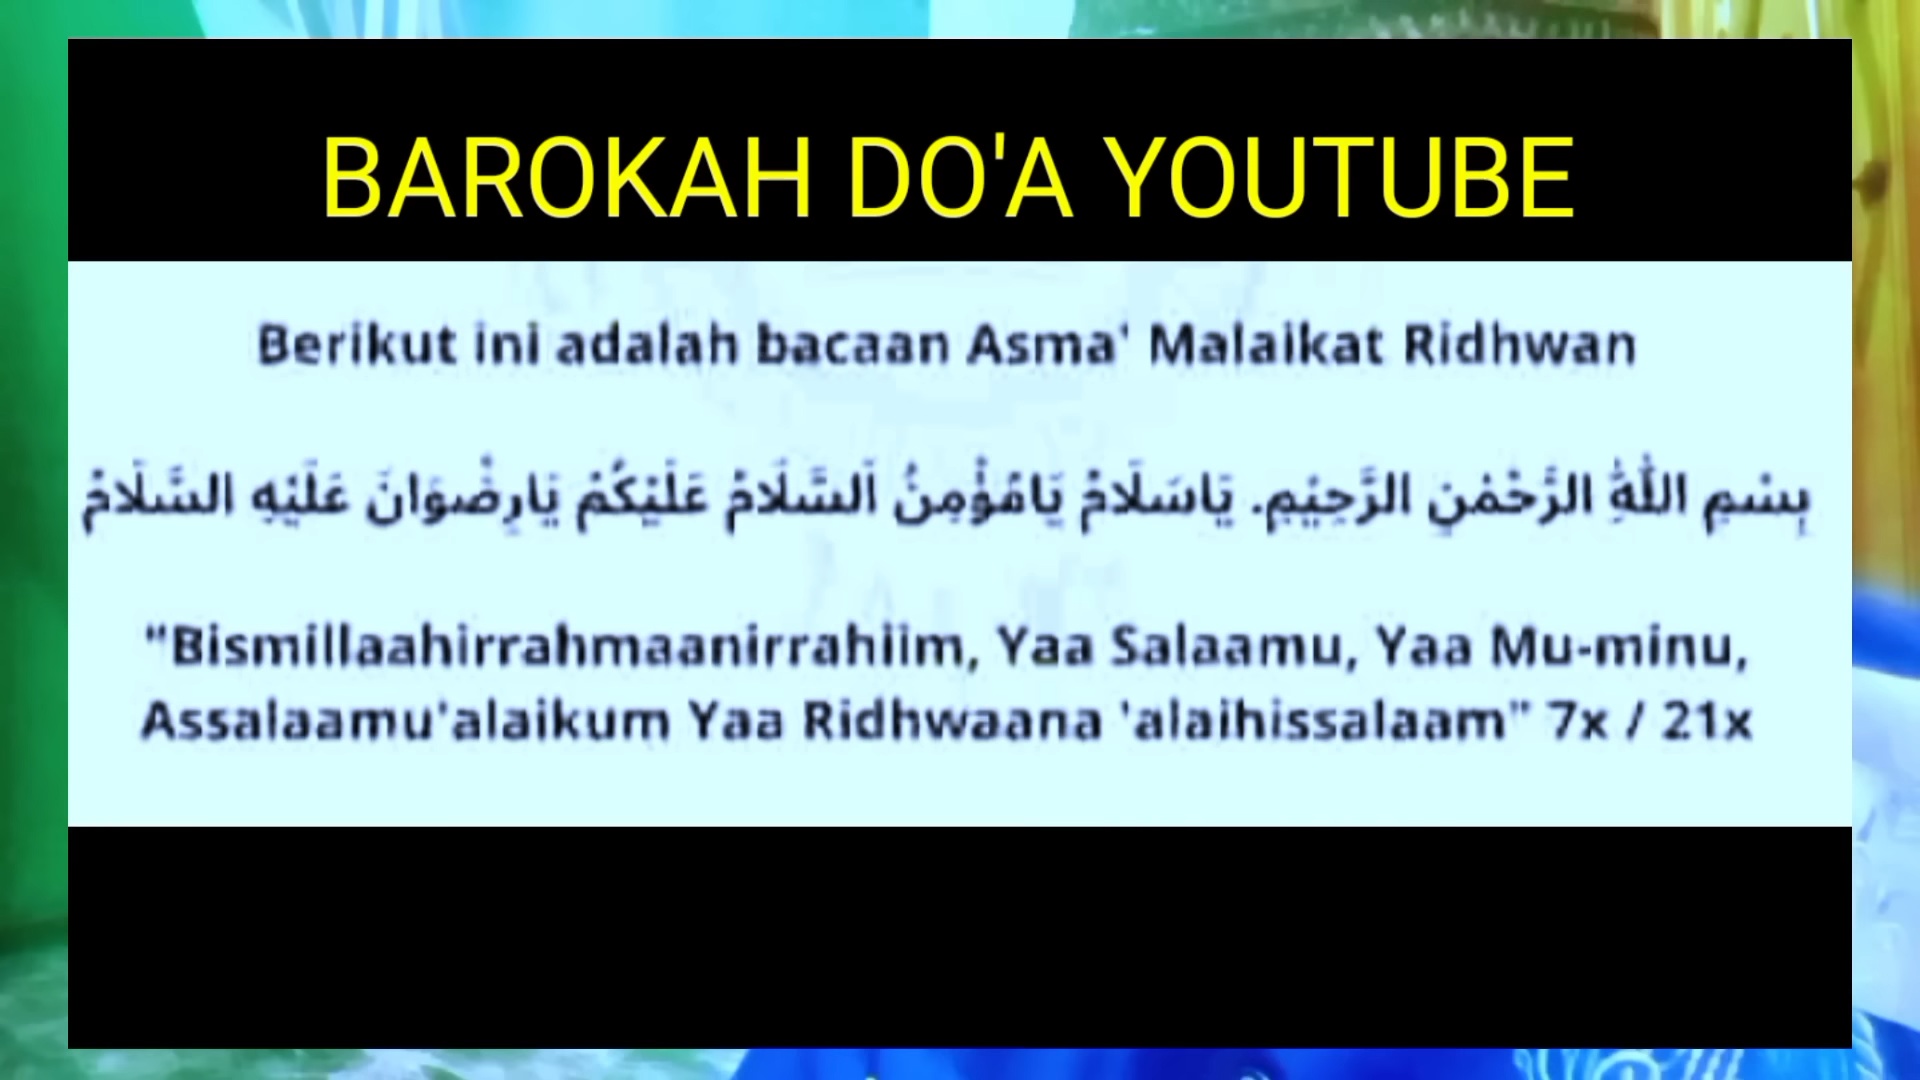 BAROKAH DO'A YOUTUBE
Berikut ini adalah bacaan Asma' Malaikat Ridhwan
بِسْمِ اللّٰهِ الرَّحْمٰنِ الرَّحِيْمِ. يَاسَلَامُ يَامُؤْمِنُ اَلسَّلَامُ عَلَيْكُمْ يَارِضْوَانَ عَلَيْهِ السَّلَامُ
"Bismillaahirrahmaanirrahiim, Yaa Salaamu, Yaa Mu-minu,
Assalaamu'alaikum Yaa Ridhwaana 'alaihissalaam" 7x / 21x